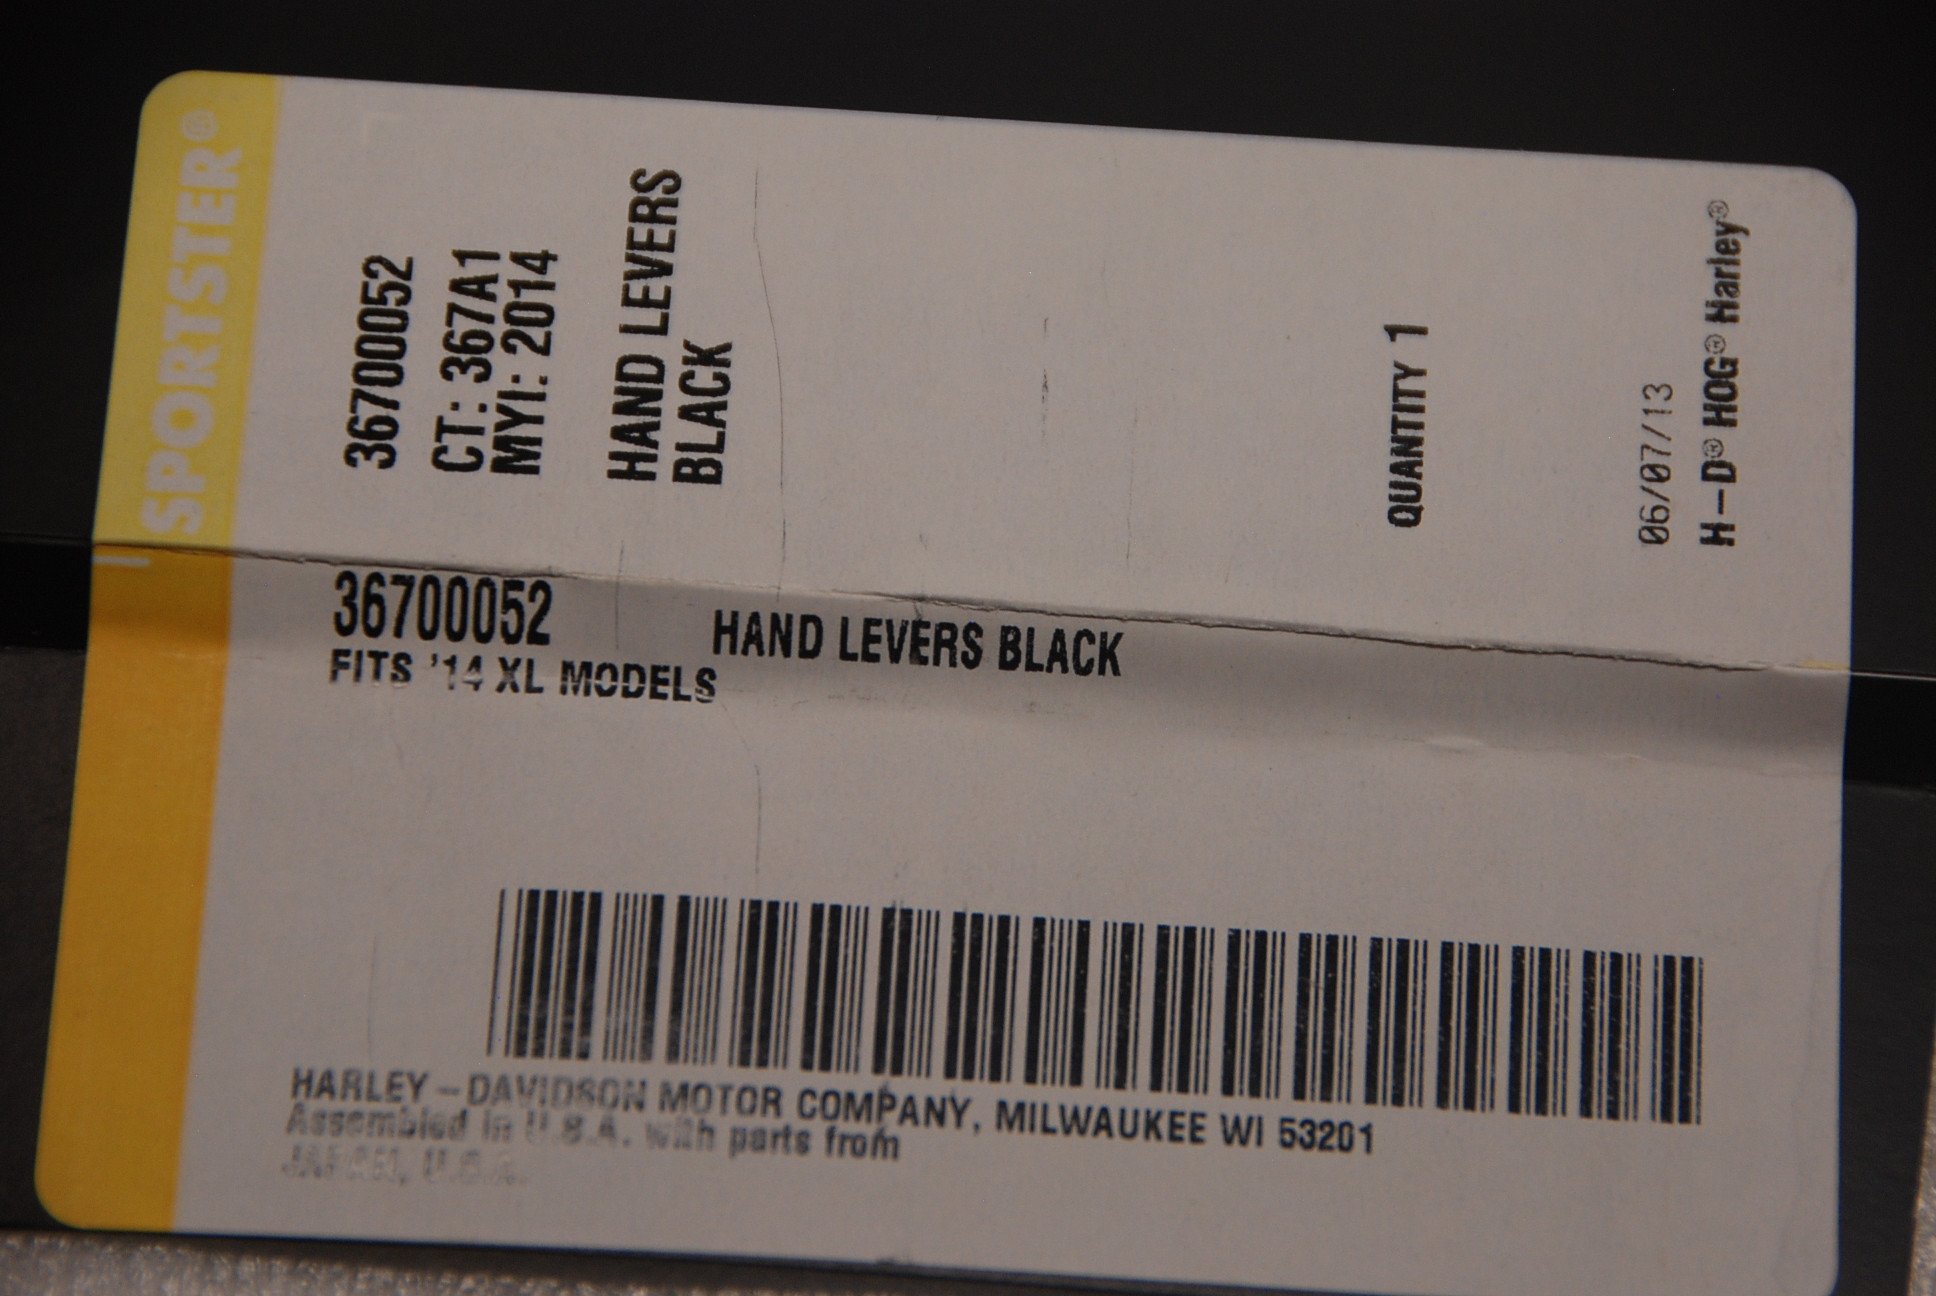 SPORTSTER®
36700052
CT: 367A1
MYI: 2014
HAND LEVERS
BLACK
QUANTITY 1
06/07/13
H-D® HOG® Harley®
36700052
HAND LEVERS BLACK
FITS '14 XL MODELS
HARLEY-DAVIDSON MOTOR COMPANY, MILWAUKEE WI 53201
Assembled in U.S.A. with parts from
U.S.A.